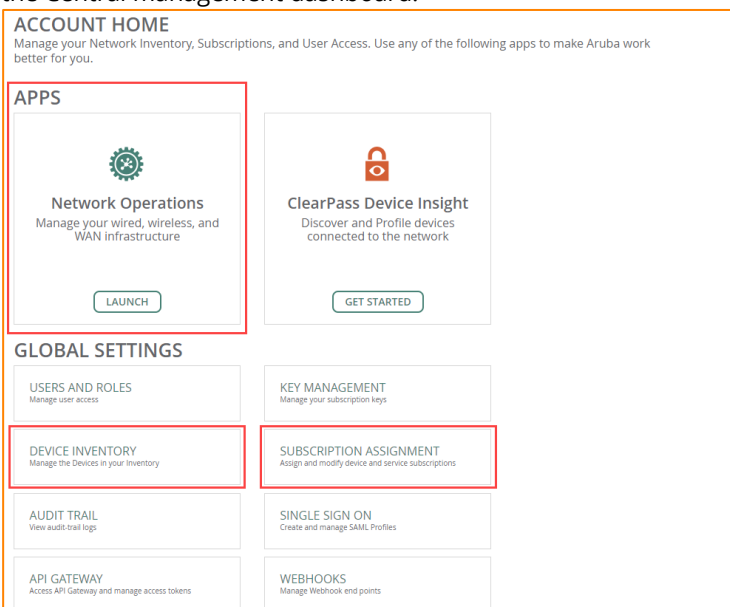 the Central management dashboard.
ACCOUNT HOME
Manage your Network Inventory, Subscriptions, and User Access. Use any of the following apps to make Aruba work
better for you.
APPS
Network Operations
Manage your wired, wireless, and
WAN infrastructure
LAUNCH
ClearPass Device Insight
Discover and Profile devices
connected to the network
GET STARTED
GLOBAL SETTINGS
USERS AND ROLES
Manage user access
KEY MANAGEMENT
Manage your subscription keys
DEVICE INVENTORY
Manage the Devices in your Inventory
SUBSCRIPTION ASSIGNMENT
Assign and modify device and service subscriptions
AUDIT TRAIL
View audit-trail logs
SINGLE SIGN ON
Create and manage SAML Profiles
API GATEWAY
Access API Gateway and manage access tokens
WEBHOOKS
Manage Webhook end points